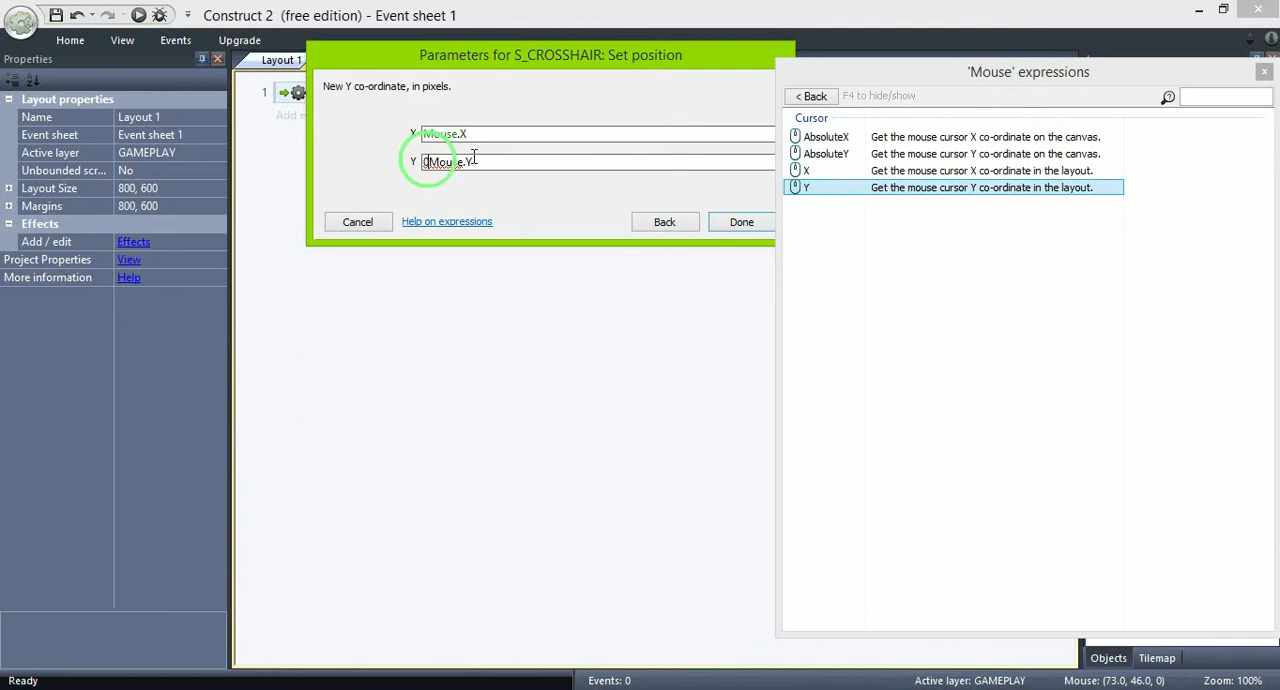 Construct 2 (free edition) - Event sheet 1
Home View Events Upgrade
Properties
Layout 1
Layout properties
Name Layout 1
Event sheet Event sheet 1
Active layer GAMEPLAY
Unbounded scr... No
Layout Size 800, 600
Margins 800, 600
Effects
Add / edit Effects
Project Properties View
More information Help
1
Add e
Parameters for S_CROSSHAIR: Set position
New Y co-ordinate, in pixels.
X Mouse.X
Y 0Mouse.Y
Cancel Help on expressions Back Done
'Mouse' expressions
< Back F4 to hide/show
Cursor
AbsoluteX Get the mouse cursor X co-ordinate on the canvas.
AbsoluteY Get the mouse cursor Y co-ordinate on the canvas.
X Get the mouse cursor X co-ordinate in the layout.
Y Get the mouse cursor Y co-ordinate in the layout.
Objects Tilemap
Ready Events: 0 Active layer: GAMEPLAY Mouse: (73.0, 46.0, 0) Zoom: 100%